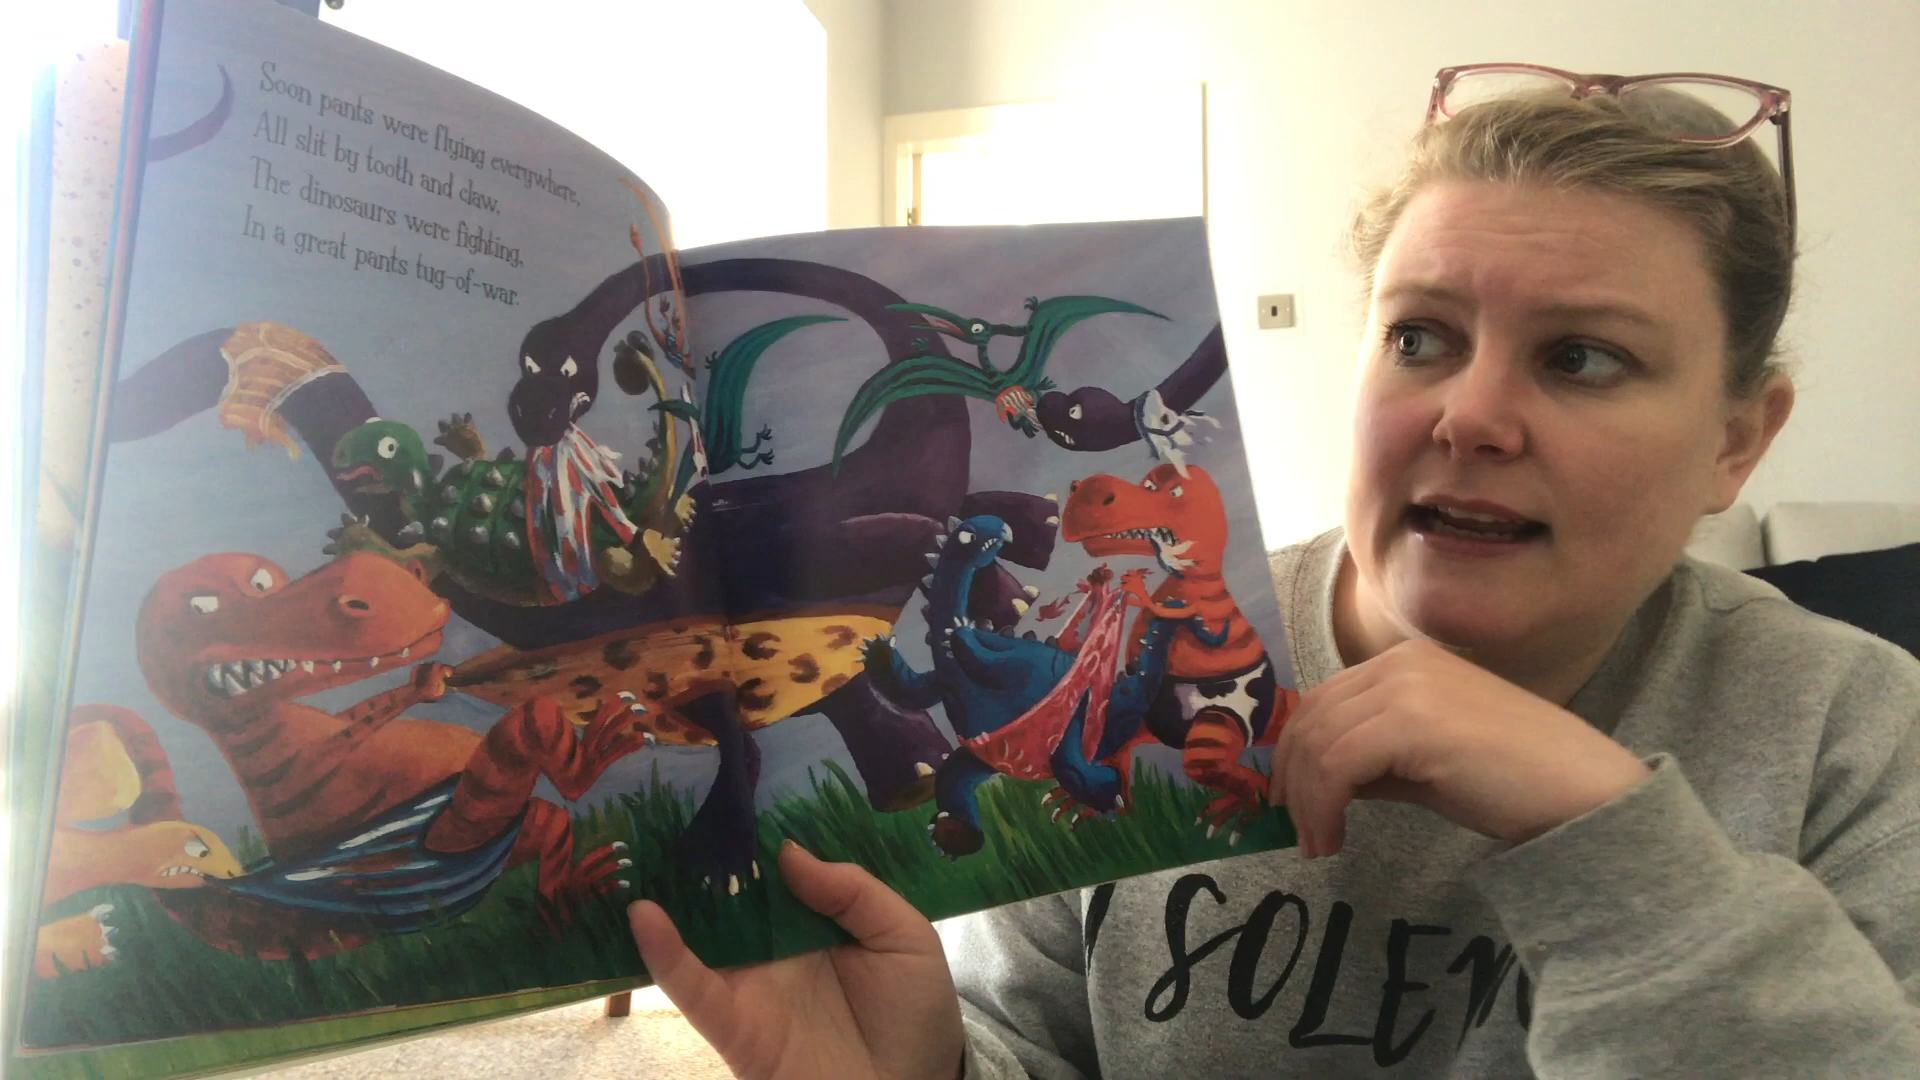 Soon pants were flying everywhere,
All slit by tooth and claw.
The dinosaurs were fighting,
In a great pants tug-of-war.